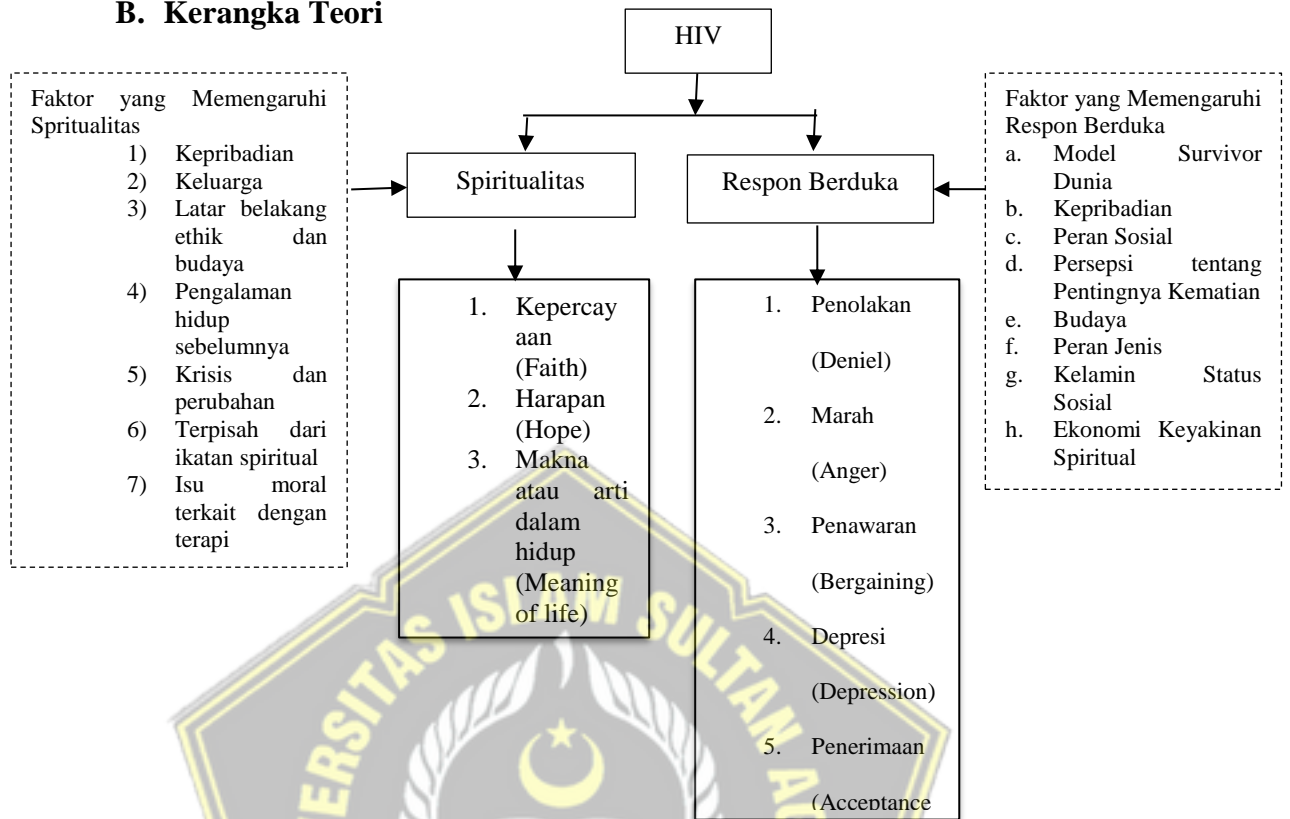 B. Kerangka Teori
HIV
Faktor yang Memengaruhi
Spritualitas
1) Kepribadian
2) Keluarga
3) Latar belakang
ethik dan
budaya
4) Pengalaman
hidup
sebelumnya
5) Krisis dan
perubahan
6) Terpisah dari
ikatan spiritual
7) Isu moral
terkait dengan
terapi
Spiritualitas
Respon Berduka
Faktor yang Memengaruhi
Respon Berduka
a. Model Survivor
Dunia
b. Kepribadian
c. Peran Sosial
d. Persepsi tentang
Pentingnya Kematian
e. Budaya
f. Peran Jenis
g. Kelamin Status
Sosial
h. Ekonomi Keyakinan
Spiritual
1. Kepercay
aan
(Faith)
2. Harapan
(Hope)
3. Makna
atau arti
dalam
hidup
(Meaning
of life)
1. Penolakan
(Deniel)
2. Marah
(Anger)
3. Penawaran
(Bergaining)
4. Depresi
(Depression)
5. Penerimaan
(Acceptance
ERSITAS ISLAM SULTAN AG